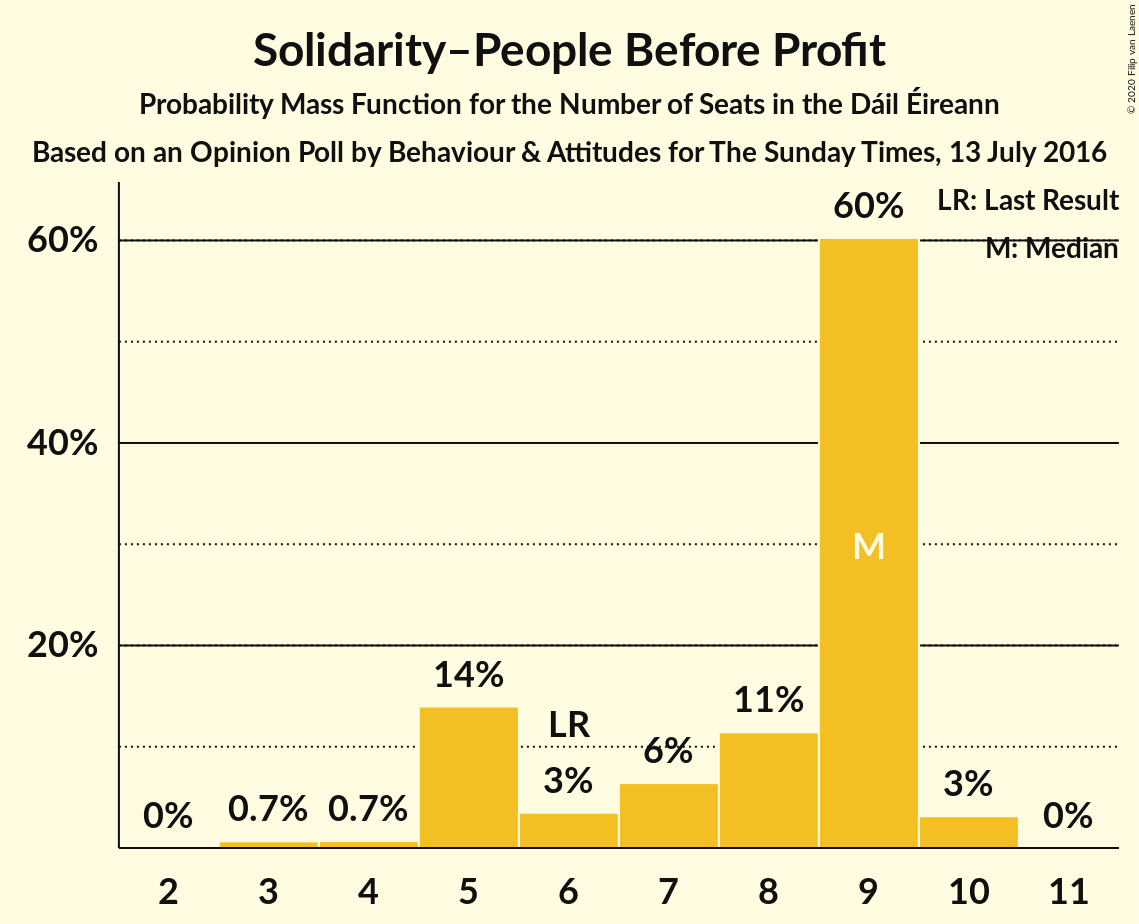 Solidarity–People Before Profit
Probability Mass Function for the Number of Seats in the Dáil Éireann
Based on an Opinion Poll by Behaviour & Attitudes for The Sunday Times, 13 July 2016
© 2020 Filip van Laenen
LR: Last Result
M: Median
60%
40%
20%
0%
0.7%
0.7%
14%
LR
3%
6%
11%
60%
M
3%
0%
2 3 4 5 6 7 8 9 10 11